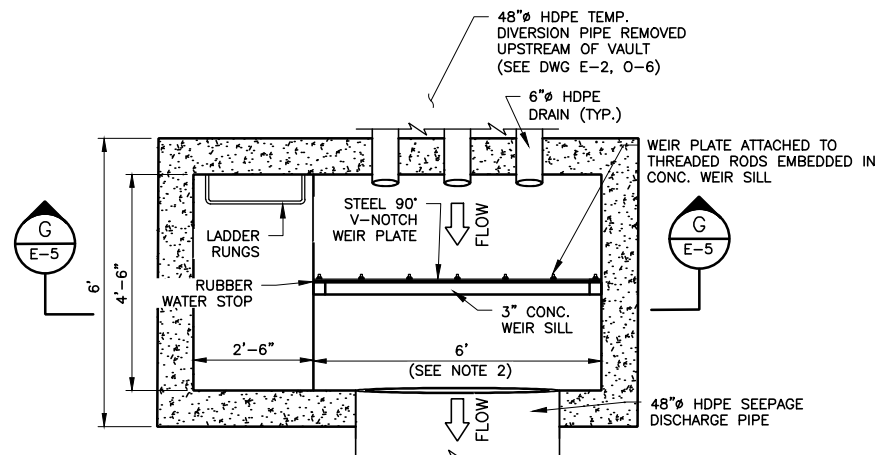 48"ø HDPE TEMP.
DIVERSION PIPE REMOVED
UPSTREAM OF VAULT
(SEE DWG E-2, O-6)
6"ø HDPE
DRAIN (TYP.)
WEIR PLATE ATTACHED TO
THREADED RODS EMBEDDED IN
CONC. WEIR SILL
STEEL 90°
V-NOTCH
WEIR PLATE
FLOW
LADDER
RUNGS
G
E-5
G
E-5
6'
4'-6"
RUBBER
WATER STOP
3" CONC.
WEIR SILL
2'-6"
6'
(SEE NOTE 2)
FLOW
48"ø HDPE SEEPAGE
DISCHARGE PIPE